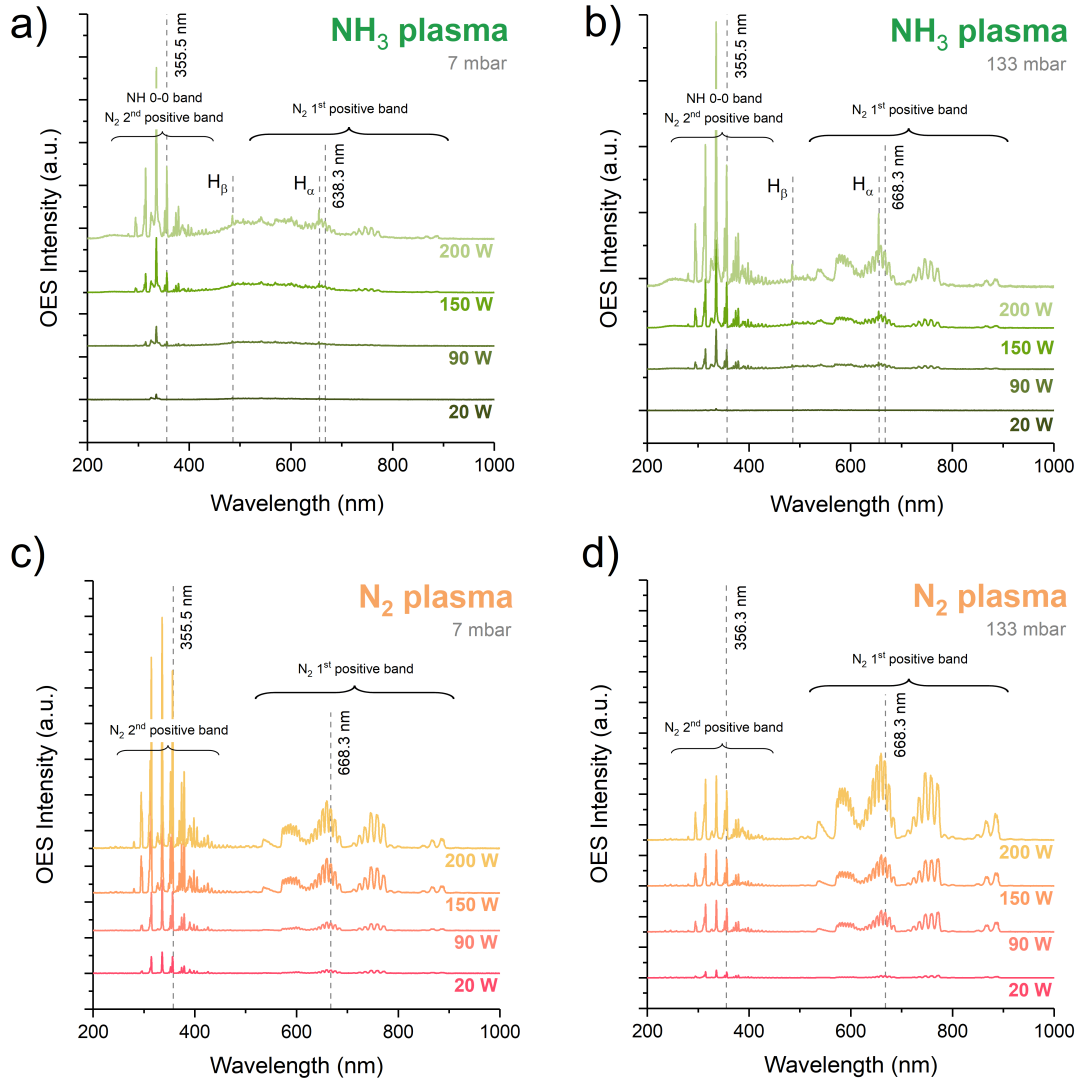 a)
NH3 plasma
7 mbar
355.5 nm
NH 0-0 band
N2 2nd positive band
N2 1st positive band
Hβ
Hα
638.3 nm
200 W
150 W
90 W
20 W
OES Intensity (a.u.)
200 400 600 800 1000
Wavelength (nm)
b)
NH3 plasma
133 mbar
355.5 nm
NH 0-0 band
N2 2nd positive band
N2 1st positive band
Hβ
Hα
668.3 nm
200 W
150 W
90 W
20 W
OES Intensity (a.u.)
200 400 600 800 1000
Wavelength (nm)
c)
N2 plasma
7 mbar
355.5 nm
N2 1st positive band
N2 2nd positive band
668.3 nm
200 W
150 W
90 W
20 W
OES Intensity (a.u.)
200 400 600 800 1000
Wavelength (nm)
d)
N2 plasma
133 mbar
356.3 nm
N2 1st positive band
N2 2nd positive band
668.3 nm
200 W
150 W
90 W
20 W
OES Intensity (a.u.)
200 400 600 800 1000
Wavelength (nm)